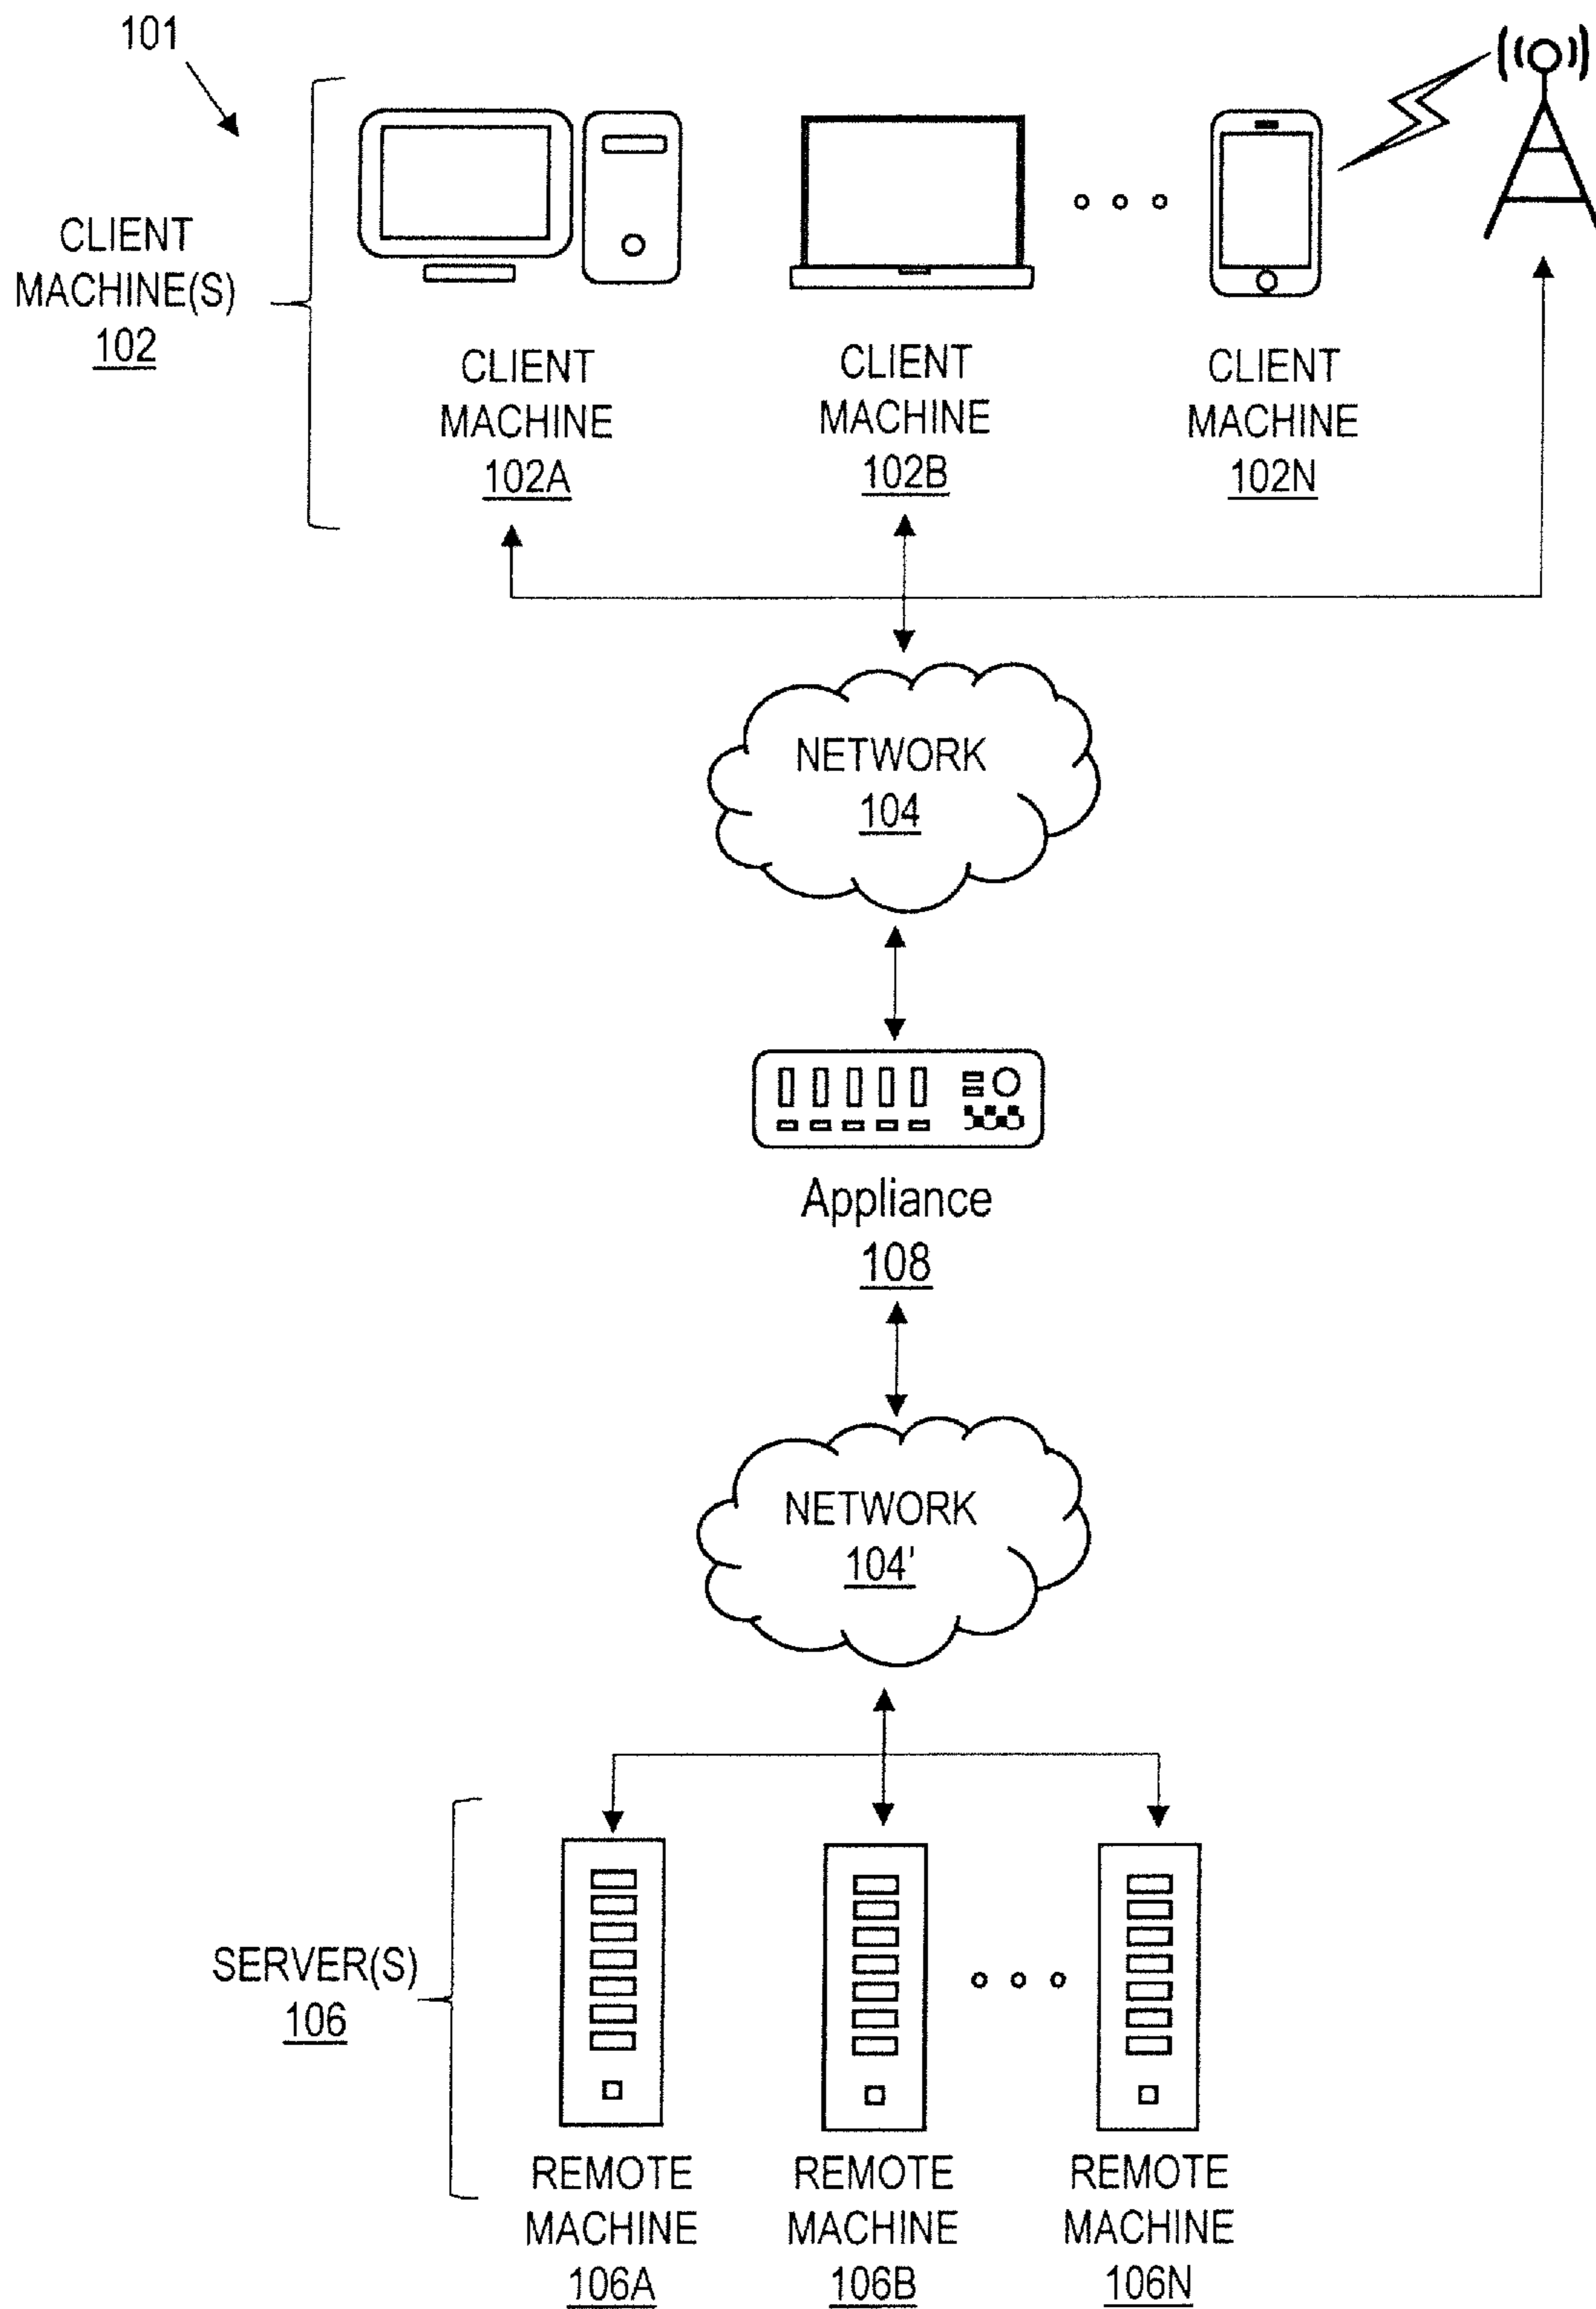 101
CLIENT
MACHINE(S)
102
CLIENT
MACHINE
102A
CLIENT
MACHINE
102B
CLIENT
MACHINE
102N
NETWORK
104
Appliance
108
NETWORK
104'
SERVER(S)
106
REMOTE
MACHINE
106A
REMOTE
MACHINE
106B
REMOTE
MACHINE
106N